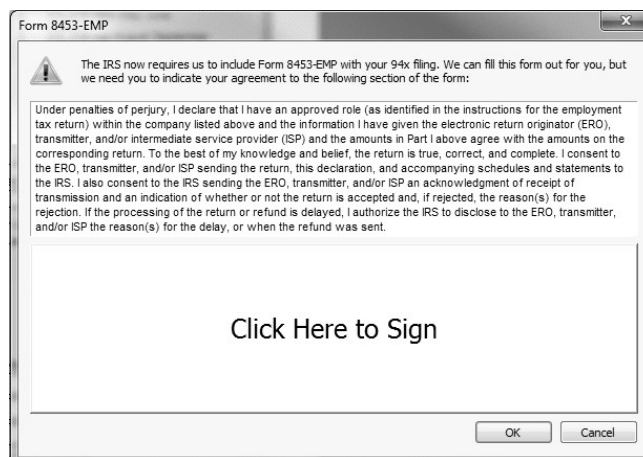 Form 8453-EMP
The IRS now requires us to include Form 8453-EMP with your 94x filing. We can fill this form out for you, but
we need you to indicate your agreement to the following section of the form:
Under penalties of perjury, I declare that I have an approved role (as identified in the instructions for the employment
tax return) within the company listed above and the information I have given the electronic return originator (ERO),
transmitter, and/or intermediate service provider (ISP) and the amounts in Part I above agree with the amounts on the
corresponding return. To the best of my knowledge and belief, the return is true, correct, and complete. I consent to
the ERO, transmitter, and/or ISP sending the return, this declaration, and accompanying schedules and statements to
the IRS. I also consent to the IRS sending the ERO, transmitter, and/or ISP an acknowledgment of receipt of
transmission and an indication of whether or not the return is accepted and, if rejected, the reason(s) for the
rejection. If the processing of the return or refund is delayed, I authorize the IRS to disclose to the ERO, transmitter,
and/or ISP the reason(s) for the delay, or when the refund was sent.
Click Here to Sign
OK Cancel